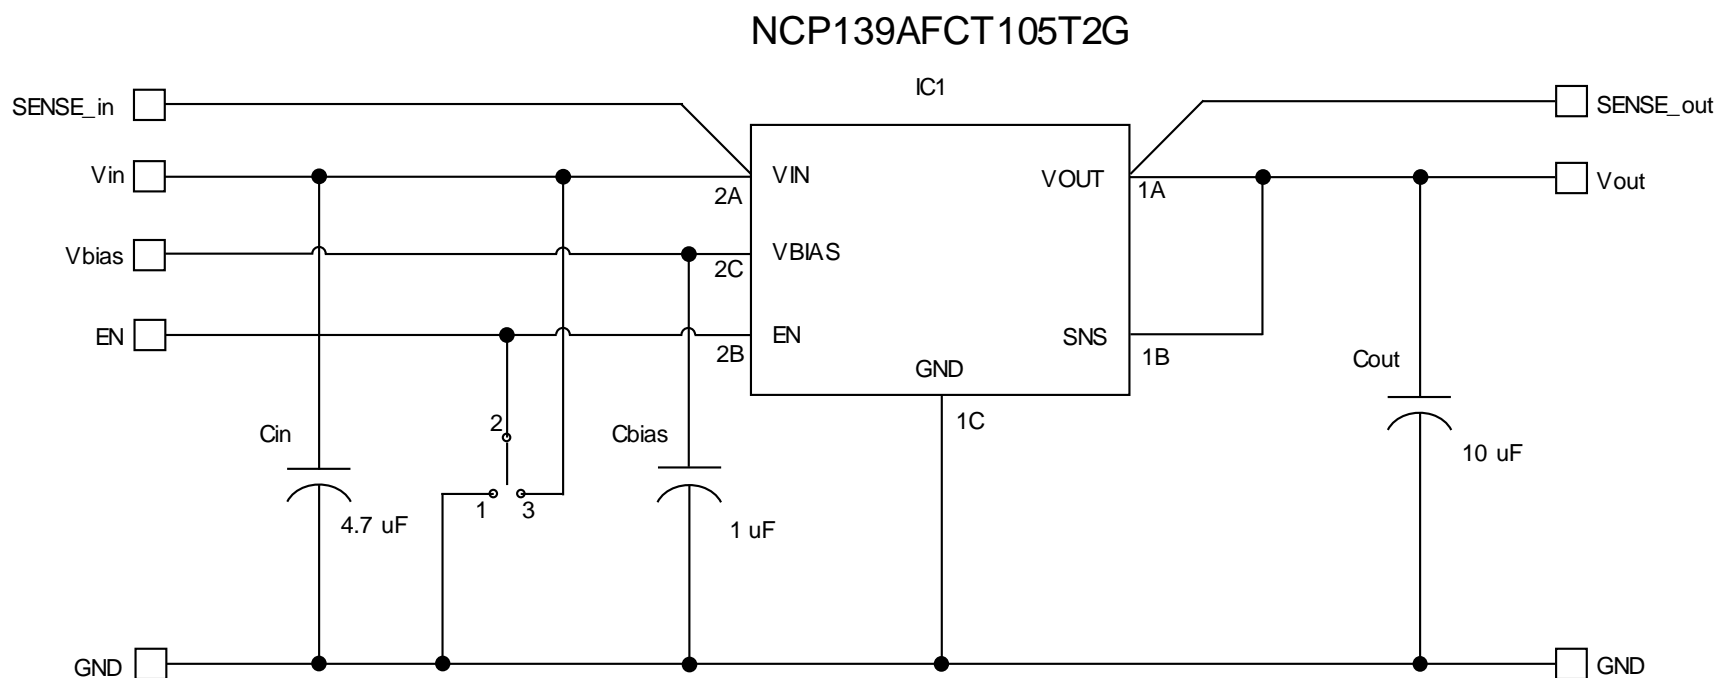 NCP139AFCT105T2G
IC1
SENSE_in
SENSE_out
Vin
VIN
VOUT
Vout
2A
1A
Vbias
VBIAS
2C
EN
EN
SNS
2B
1B
GND
Cout
1C
2
Cin
Cbias
10 uF
1
3
4.7 uF
1 uF
GND
GND